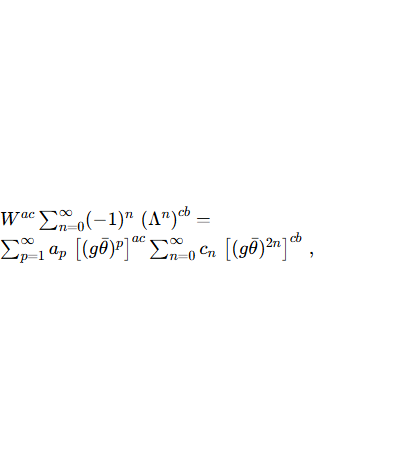 $W^{ac} \sum_{n=0}^{\infty} (-1)^n \ (\Lambda^n)^{cb} =$
$\sum_{p=1}^{\infty} a_p \ \left[ (g\bar{\theta})^p \right]^{ac} \sum_{n=0}^{\infty} c_n \ \left[ (g\bar{\theta})^{2n} \right]^{cb} \ ,$